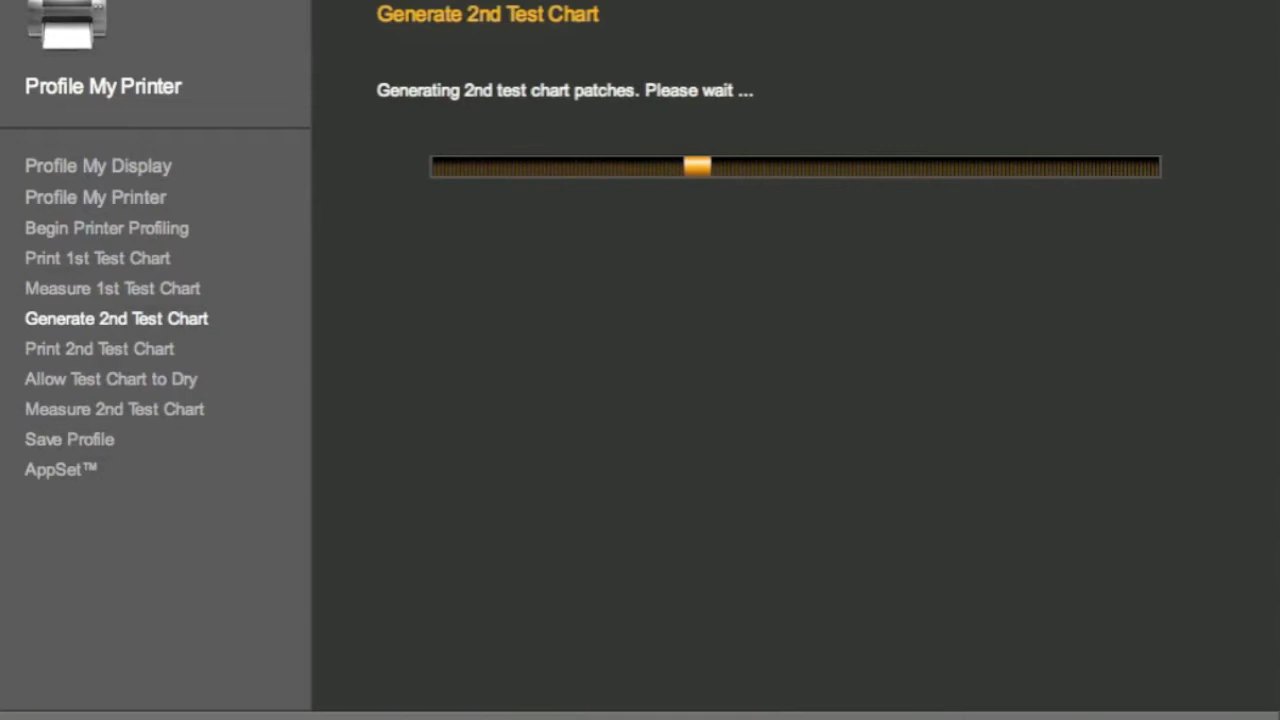 Profile My Printer
Profile My Display
Profile My Printer
Begin Printer Profiling
Print 1st Test Chart
Measure 1st Test Chart
Generate 2nd Test Chart
Print 2nd Test Chart
Allow Test Chart to Dry
Measure 2nd Test Chart
Save Profile
AppSet™
Generate 2nd Test Chart
Generating 2nd test chart patches. Please wait ...